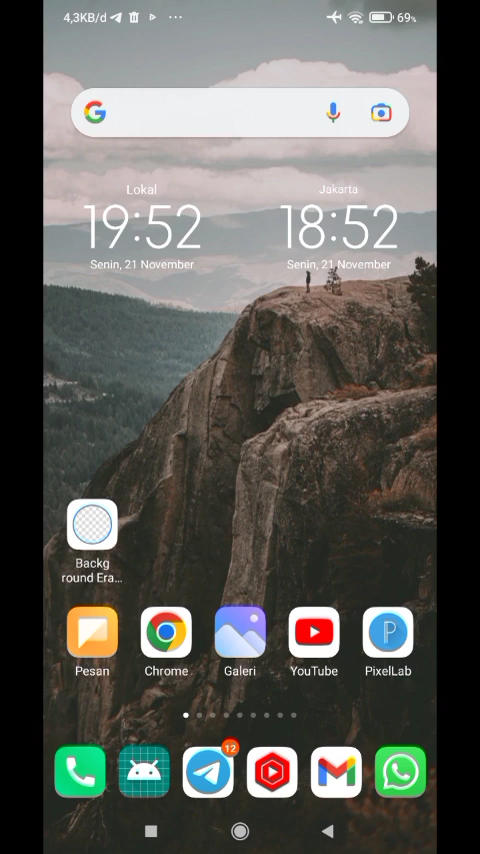 4,3KB/d ... 69%
Lokal Jakarta
19:52 18:52
Senin, 21 November Senin, 21 November
Backg
round Era...
Pesan Chrome Galeri YouTube PixelLab
12